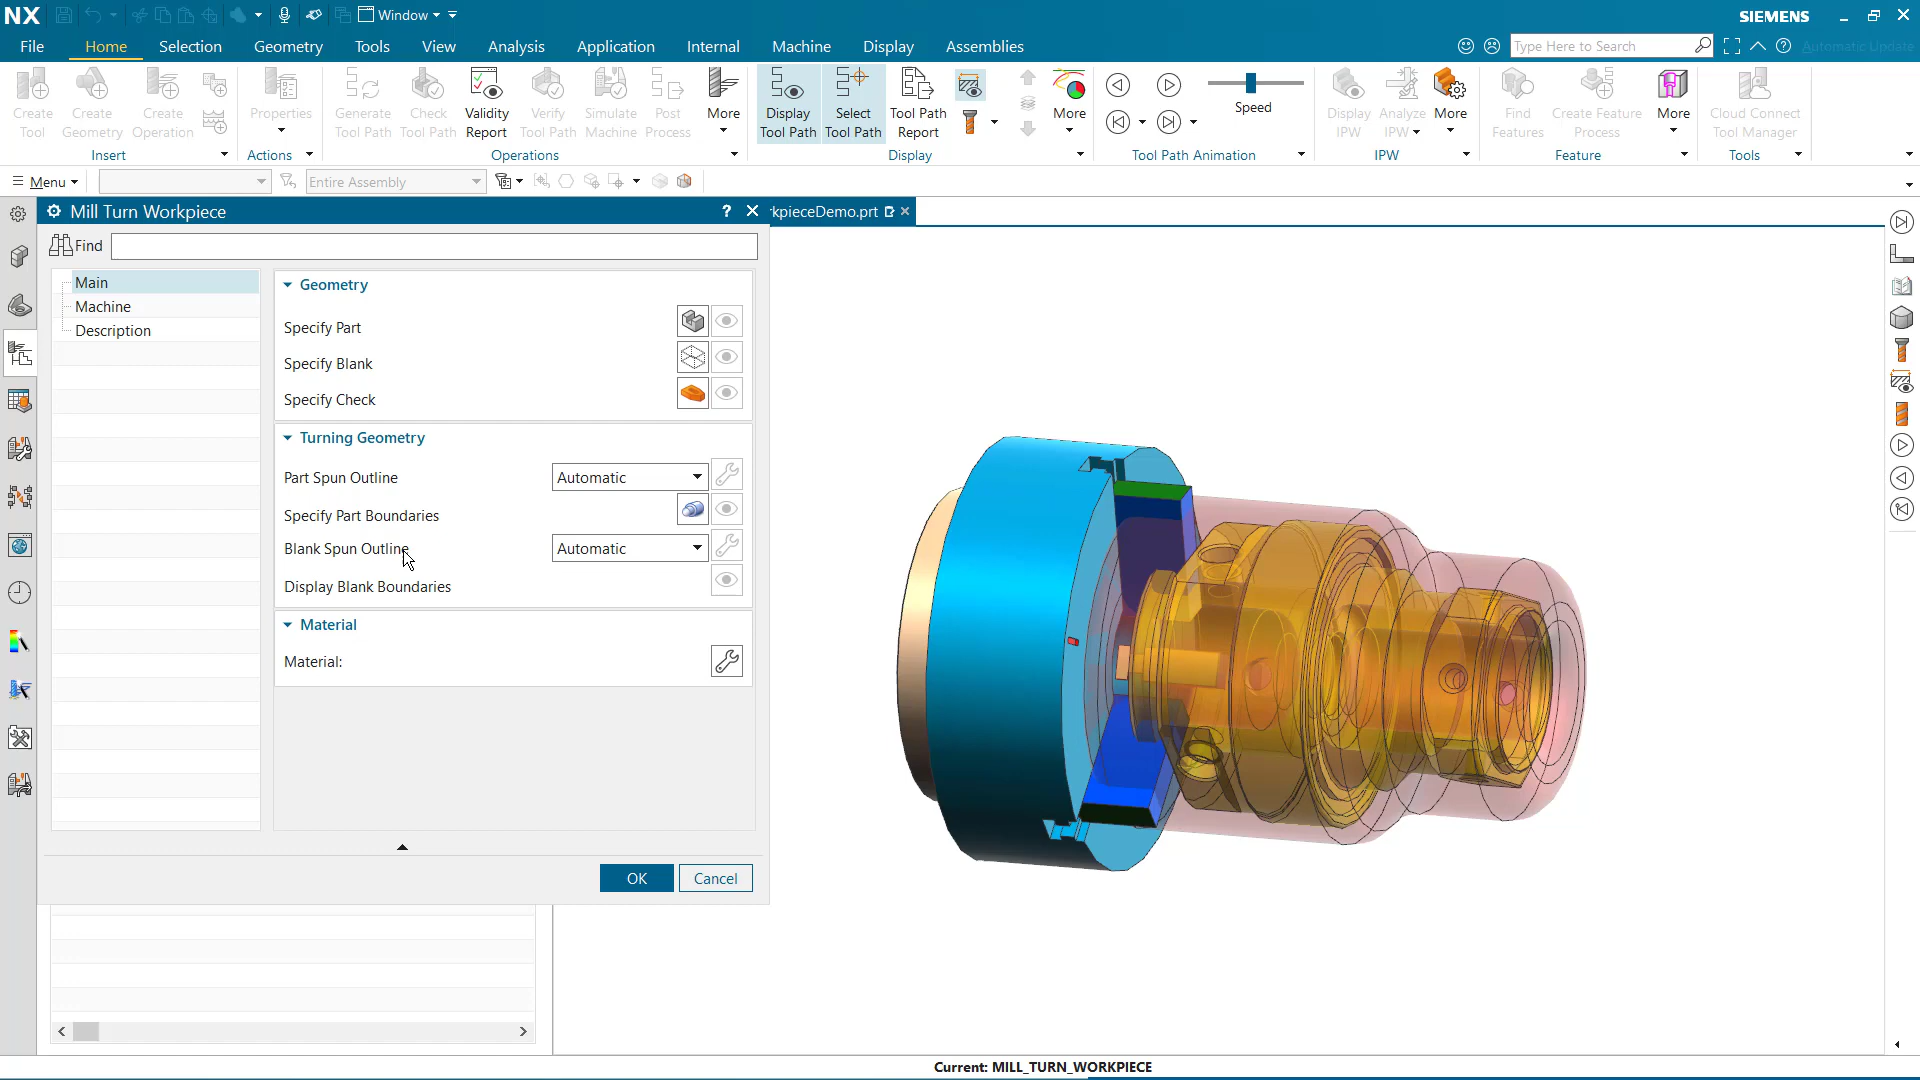 NX
Window
SIEMENS
File Home Selection Geometry Tools View Analysis Application Internal Machine Display Assemblies
Type Here to Search
Automatic Update
Create Tool
Create Geometry
Create Operation
Properties
Generate Tool Path
Check Tool Path
Validity Report
Verify Tool Path
Simulate Machine
Post Process
More
Display Tool Path
Select Tool Path
Tool Path Report
More
Speed
Display IPW
Analyze IPW
More
Find Features
Create Feature Process
More
Cloud Connect Tool Manager
Insert
Actions
Operations
Display
Tool Path Animation
IPW
Feature
Tools
Menu
Entire Assembly
Mill Turn Workpiece
?
rkpieceDemo.prt
Find
Main
Machine
Description
Geometry
Specify Part
Specify Blank
Specify Check
Turning Geometry
Part Spun Outline Automatic
Specify Part Boundaries
Blank Spun Outline Automatic
Display Blank Boundaries
Material
Material:
OK Cancel
Current: MILL_TURN_WORKPIECE